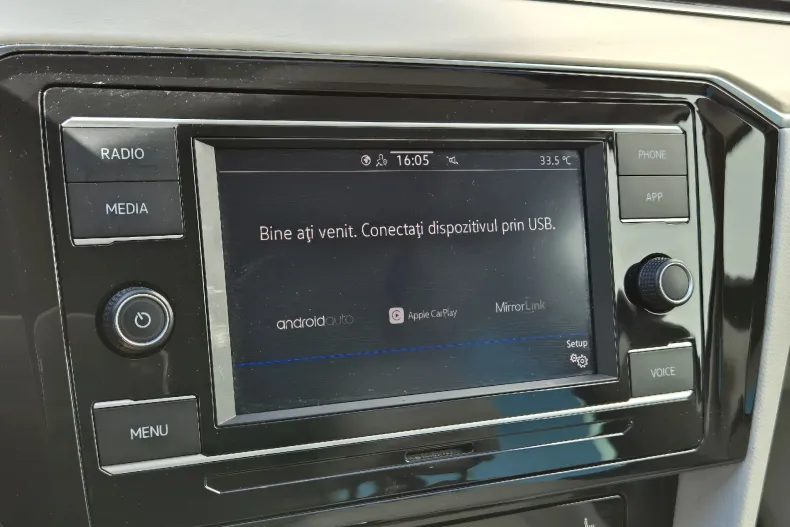 RADIO
MEDIA
16:05
33.5 °C
PHONE
APP
Bine aţi venit. Conectaţi dispozitivul prin USB.
androidauto
Apple CarPlay
MirrorLink
Setup
VOICE
MENU